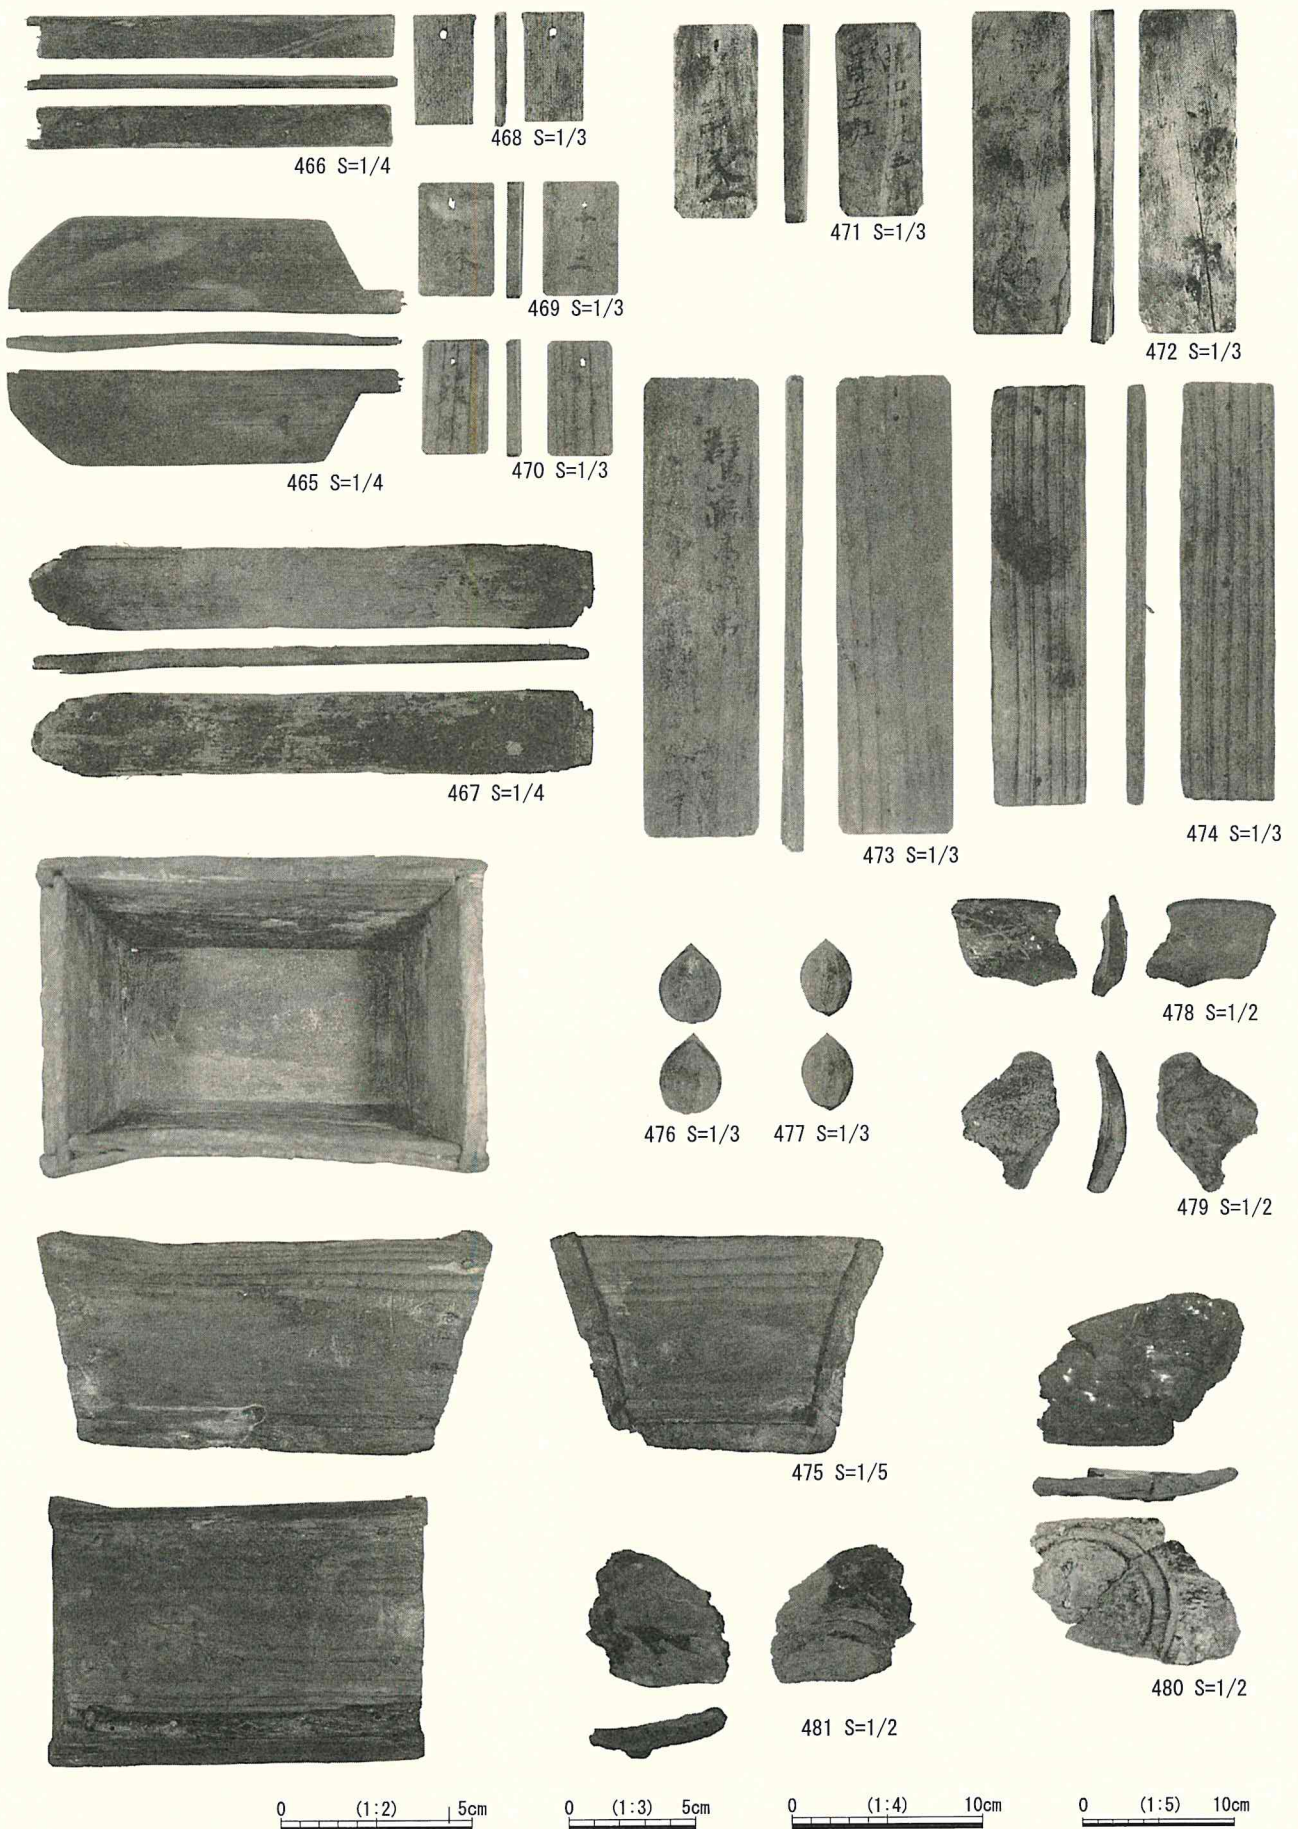 466 S=1/4
468 S=1/3
471 S=1/3
472 S=1/3
469 S=1/3
465 S=1/4
470 S=1/3
467 S=1/4
473 S=1/3
474 S=1/3
476 S=1/3
477 S=1/3
478 S=1/2
479 S=1/2
475 S=1/5
480 S=1/2
481 S=1/2
0 (1:2) 5cm
0 (1:3) 5cm
0 (1:4) 10cm
0 (1:5) 10cm